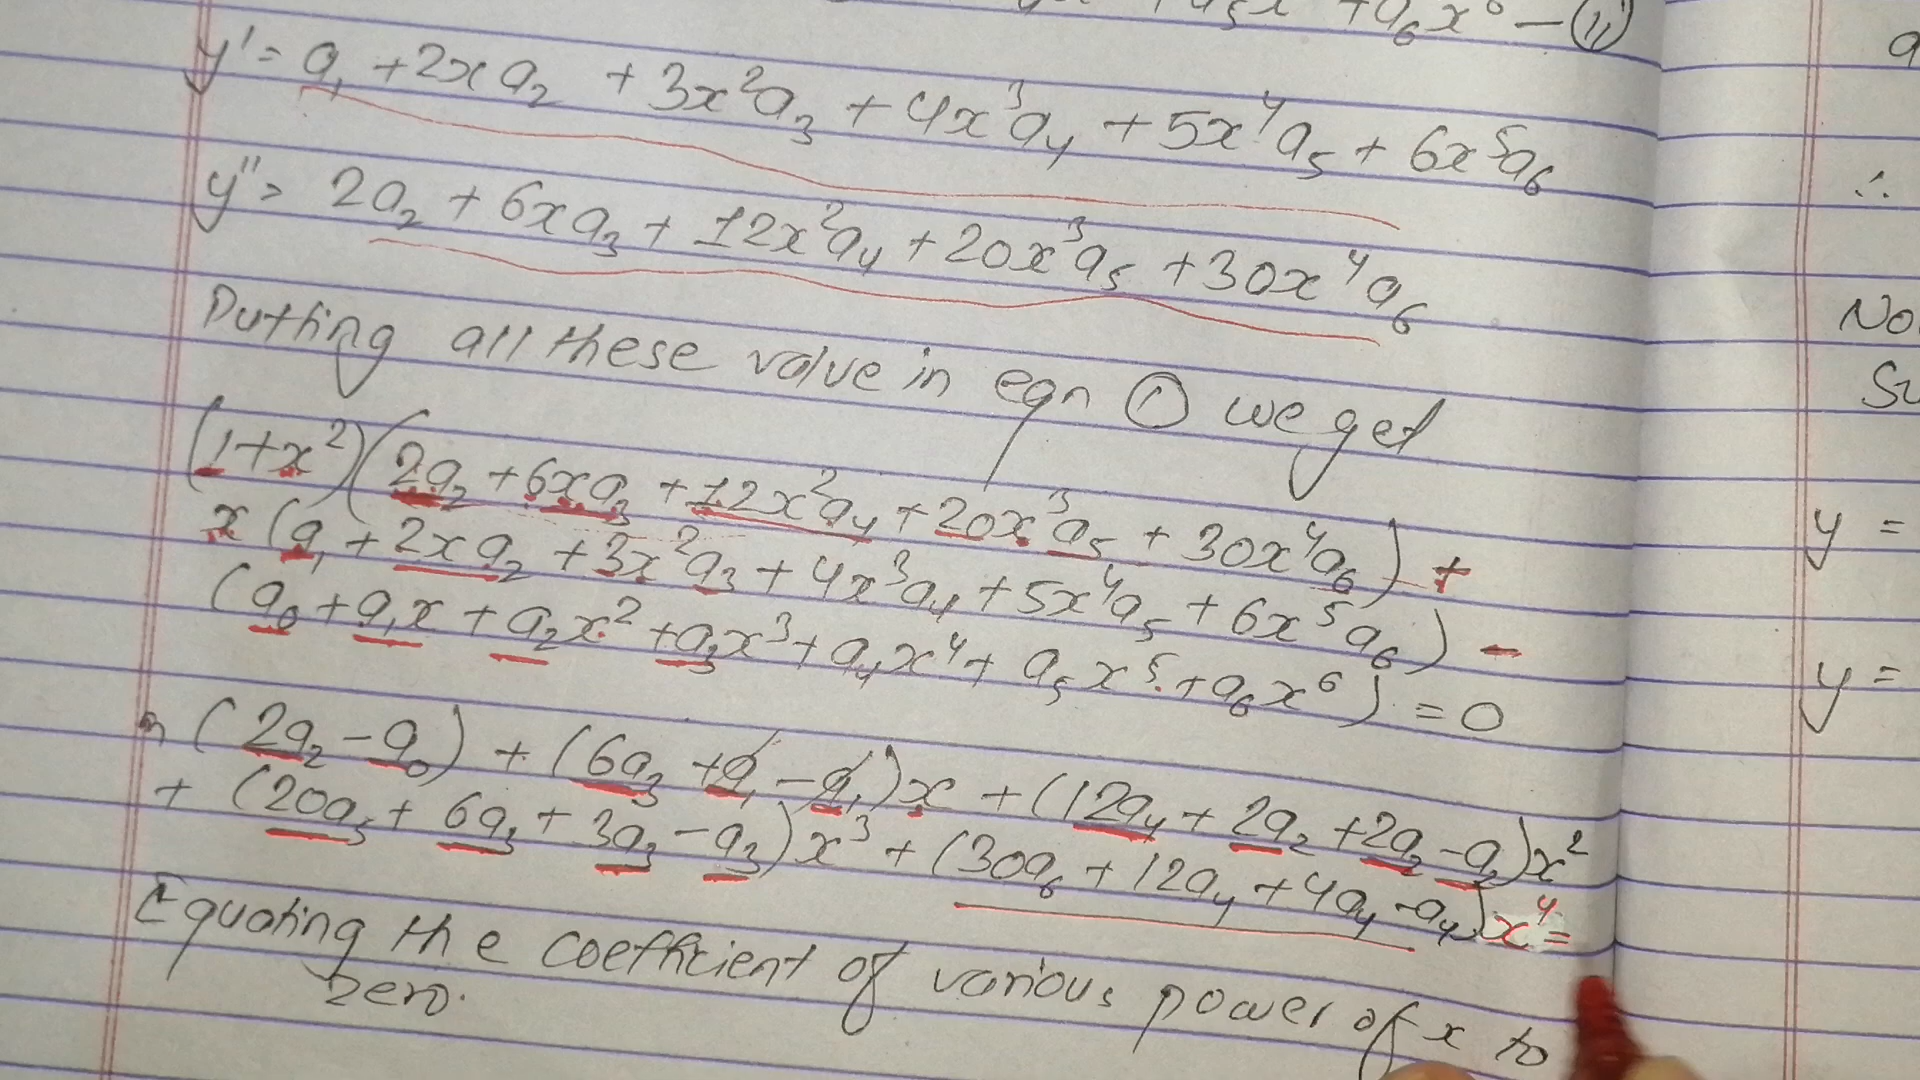 + a₆x⁶ — (ii)
y' = a₁ + 2xa₂ + 3x²a₃ + 4x³a₄ + 5x⁴a₅ + 6x⁵a₆
y'' = 2a₂ + 6xa₃ + 12x²a₄ + 20x³a₅ + 30x⁴a₆
Putting all these value in eqn ① we get
(1+x²)(2a₂ + 6xa₃ + 12x²a₄ + 20x³a₅ + 30x⁴a₆) +
x(a₁ + 2xa₂ + 3x²a₃ + 4x³a₄ + 5x⁴a₅ + 6x⁵a₆) -
(a₀ + a₁x + a₂x² + a₃x³ + a₄x⁴ + a₅x⁵ + a₆x⁶) = 0
(2a₂ - a₀) + (6a₃ + a₁ - a₁)x + (12a₄ + 2a₂ + 2a₂ - a₂)x²
+ (20a₅ + 6a₃ + 3a₃ - a₃)x³ + (30a₆ + 12a₄ + 4a₄ - a₄)x⁴ =
Equating the coefficient of various power of x to
zero.
∴
y =
y =